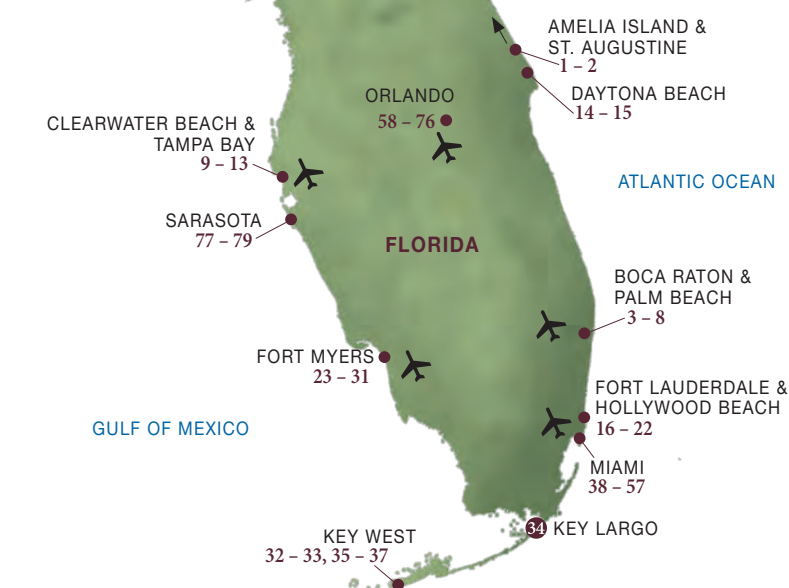 AMELIA ISLAND &
ST. AUGUSTINE
1 – 2
DAYTONA BEACH
14 – 15
ORLANDO
58 – 76
CLEARWATER BEACH &
TAMPA BAY
9 – 13
ATLANTIC OCEAN
SARASOTA
77 – 79
FLORIDA
BOCA RATON &
PALM BEACH
3 – 8
FORT MYERS
23 – 31
FORT LAUDERDALE &
HOLLYWOOD BEACH
16 – 22
GULF OF MEXICO
MIAMI
38 – 57
34 KEY LARGO
KEY WEST
32 – 33, 35 – 37